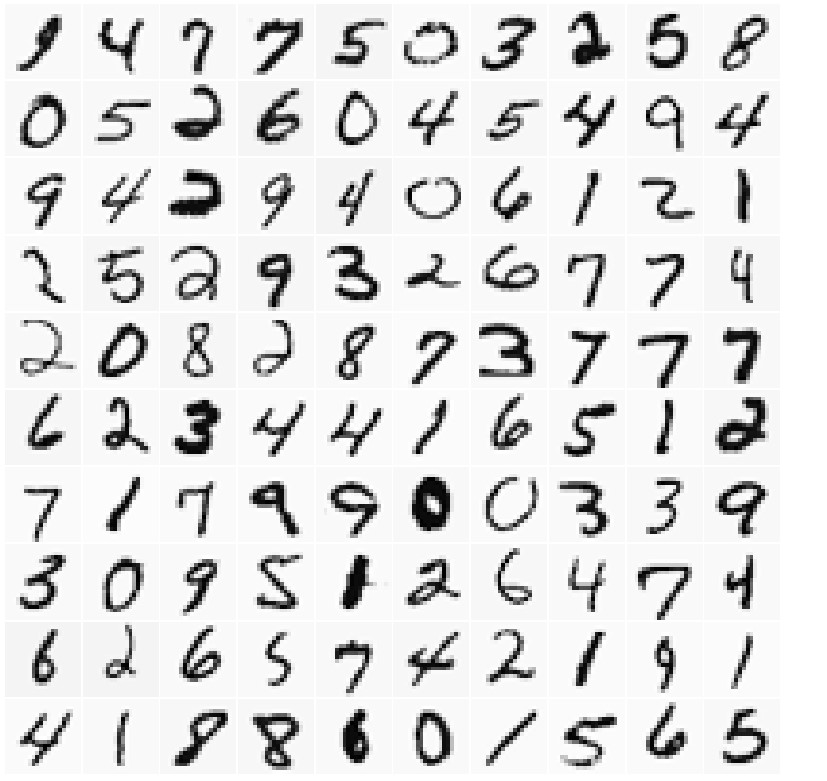 9 4 7 7 5 0 3 2 5 8
0 5 2 6 0 4 5 4 9 4
9 4 2 9 4 0 6 1 2 1
2 5 2 9 3 2 6 7 7 4
2 0 8 2 8 7 3 7 7 7
6 2 3 4 4 1 6 5 1 2
7 1 7 9 9 0 0 3 3 9
3 0 9 5 1 2 6 4 7 4
6 2 6 5 7 4 2 1 9 1
4 1 8 8 6 0 1 5 6 5